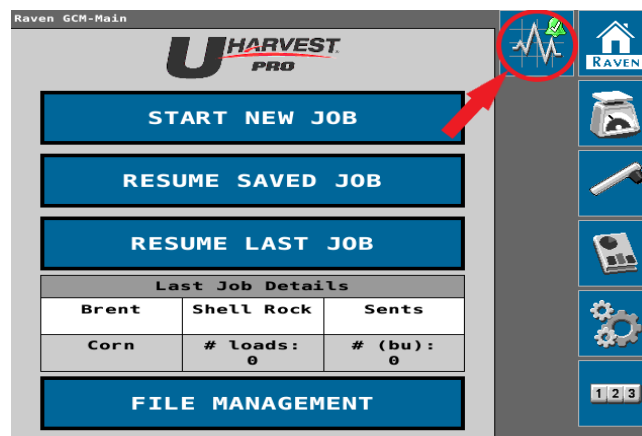 Raven GCM-Main
UHARVEST.
PRO
RAVEN
START NEW JOB
RESUME SAVED JOB
RESUME LAST JOB
Last Job Details
Brent Shell Rock Sents
Corn # loads: # (bu):
0 0
FILE MANAGEMENT
1 2 3